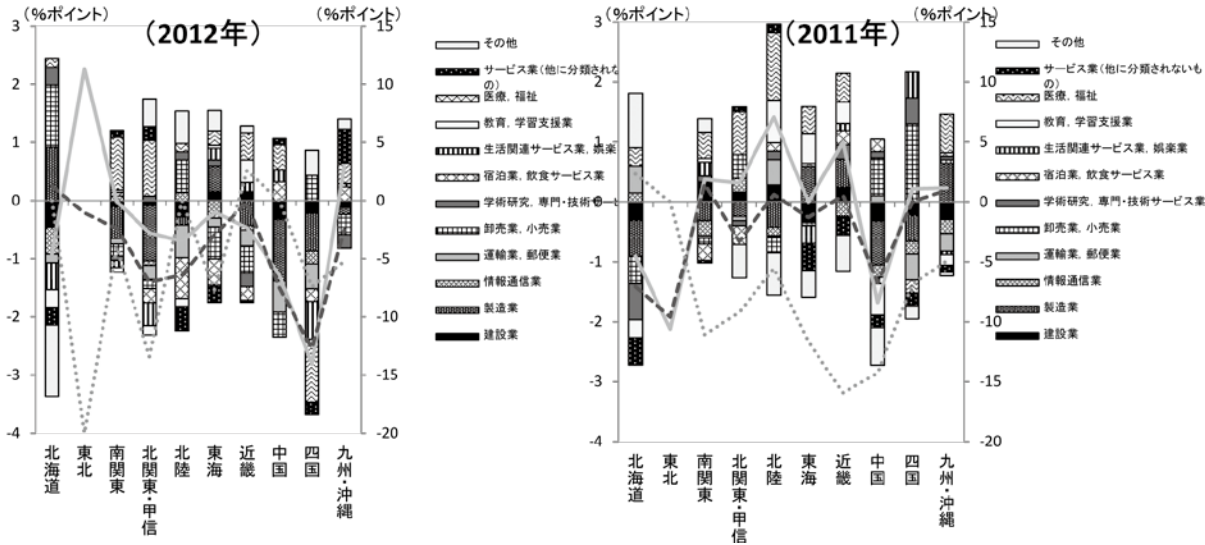 （%ポイント）
（2012年）
（%ポイント）
3
2
1
0
-1
-2
-3
-4
15
10
5
0
-5
-10
-15
-20
北海道
東北
南関東
北関東・甲信
北陸
東海
近畿
中国
四国
九州・沖縄
その他
サービス業（他に分類されな
の）
医療，福祉
教育，学習支援業
生活関連サービス業，娯楽業
宿泊業，飲食サービス業
学術研究，専門・技術サービ
卸売業，小売業
運輸業，郵便業
情報通信業
製造業
建設業
（%ポイント）
（2011年）
（%ポイント）
3
2
1
0
-1
-2
-3
-4
15
10
5
0
-5
-10
-15
-20
北海道
東北
南関東
北関東・甲信
北陸
東海
近畿
中国
四国
九州・沖縄
その他
サービス業（他に分類されないも
の）
医療，福祉
教育，学習支援業
生活関連サービス業，娯楽業
宿泊業，飲食サービス業
学術研究，専門・技術サービス業
卸売業，小売業
運輸業，郵便業
情報通信業
製造業
建設業